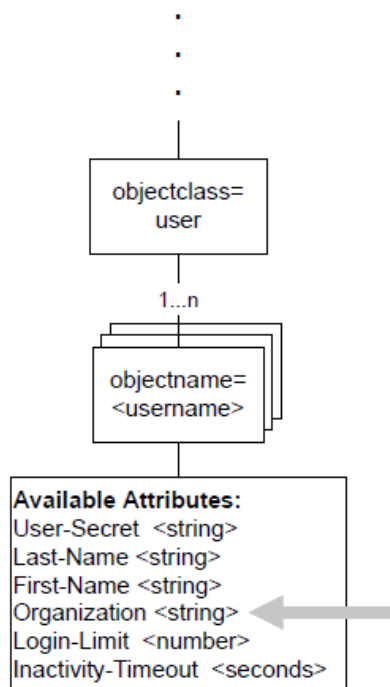 objectclass=
user
1...n
objectname=
<username>
Available Attributes:
User-Secret <string>
Last-Name <string>
First-Name <string>
Organization <string>
Login-Limit <number>
Inactivity-Timeout <seconds>